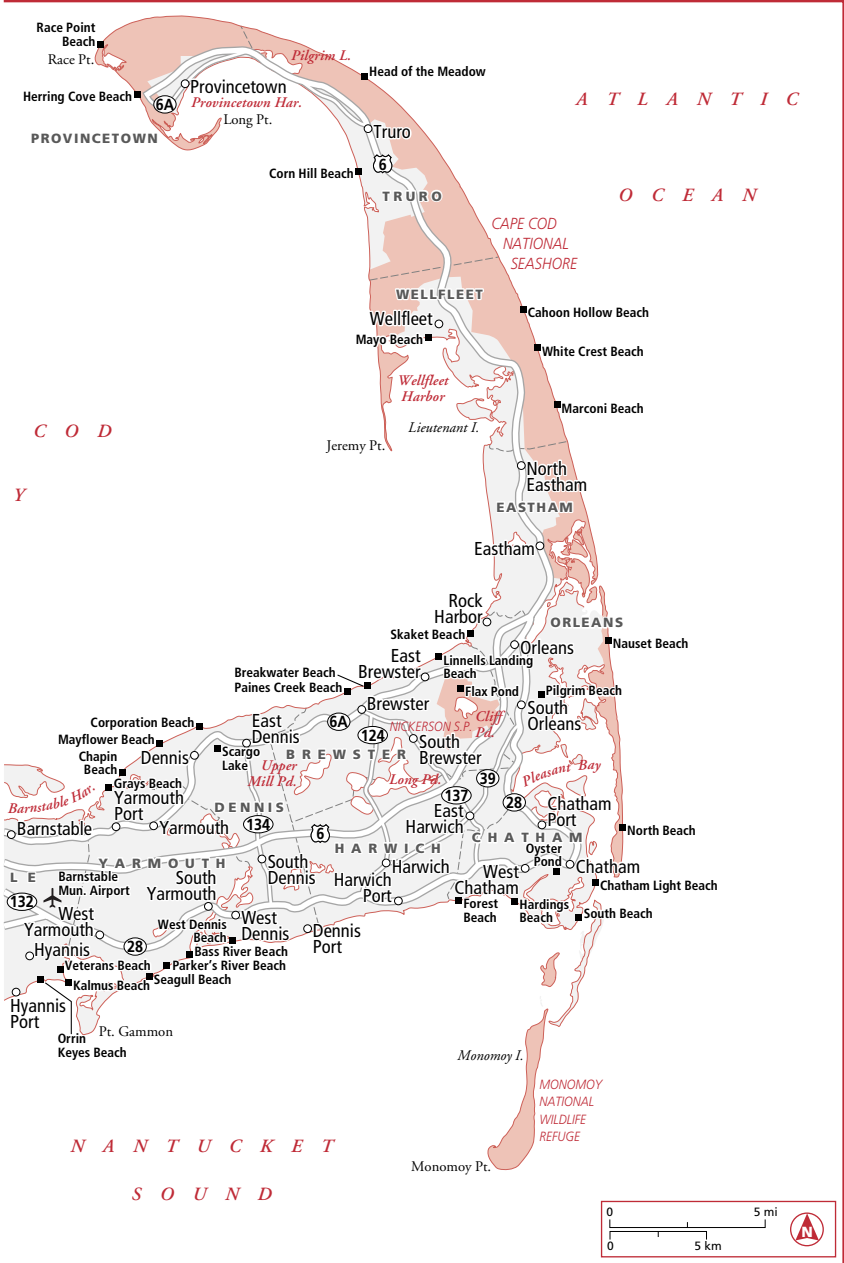 Race Point
Beach
Race Pt.
Pilgrim L.
Head of the Meadow
Herring Cove Beach
6A
Provincetown
Provincetown Har.
Long Pt.
PROVINCETOWN
ATLANTIC
OCEAN
Truro
6
Corn Hill Beach
TRURO
CAPE COD
NATIONAL
SEASHORE
WELLFLEET
Wellfleet
Mayo Beach
Cahoon Hollow Beach
White Crest Beach
Wellfleet
Harbor
Marconi Beach
Lieutenant I.
Jeremy Pt.
COD
Y
North
Eastham
EASTHAM
Eastham
Rock
Harbor
Skaket Beach
ORLEANS
Nauset Beach
Orleans
East
Brewster
Linnells Landing
Beach
Breakwater Beach
Paines Creek Beach
Flax Pond
Pilgrim Beach
Brewster
6A
NICKERSON S.P.
Cliff
Pd.
South
Orleans
Corporation Beach
Mayflower Beach
East
Dennis
124
South
Brewster
Chapin
Beach
Dennis
Scargo
Lake
BREWSTER
Upper
Mill Pd.
Long Pd.
39
Pleasant Bay
Grays Beach
Barnstable Har.
Yarmouth
Port
DENNIS
137
28
Chatham
Port
Barnstable
Yarmouth
134
6
East
Harwich
North Beach
CHATHAM
HARWICH
Oyster
Pond
YARMOUTH
LE
Barnstable
Mun. Airport
South
Yarmouth
South
Dennis
Harwich
Harwich
Port
West
Chatham
Chatham
Chatham Light Beach
132
West
Yarmouth
West Dennis
Beach
West
Dennis
Forest
Beach
Hardings
Beach
South Beach
28
Dennis
Port
Hyannis
Bass River Beach
Veterans Beach
Parker's River Beach
Kalmus Beach
Seagull Beach
Hyannis
Port
Orrin
Keyes Beach
Pt. Gammon
Monomoy I.
MONOMOY
NATIONAL
WILDLIFE
REFUGE
Monomoy Pt.
NANTUCKET
SOUND
0 5 mi
0 5 km
N